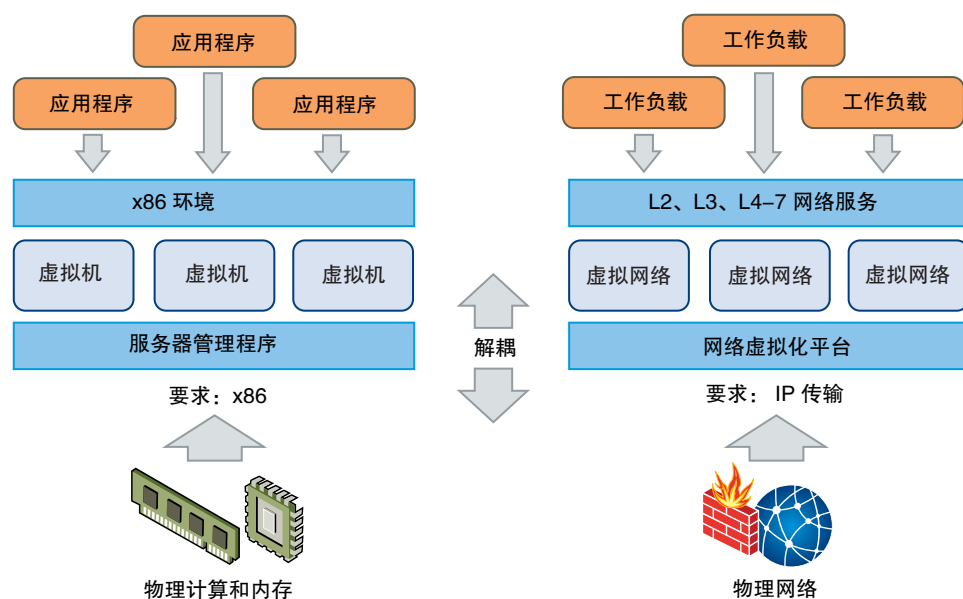 应用程序
应用程序
应用程序
x86 环境
虚拟机
虚拟机
虚拟机
服务器管理程序
要求：x86
物理计算和内存
解耦
工作负载
工作负载
工作负载
L2、L3、L4–7 网络服务
虚拟网络
虚拟网络
虚拟网络
网络虚拟化平台
要求： IP 传输
物理网络